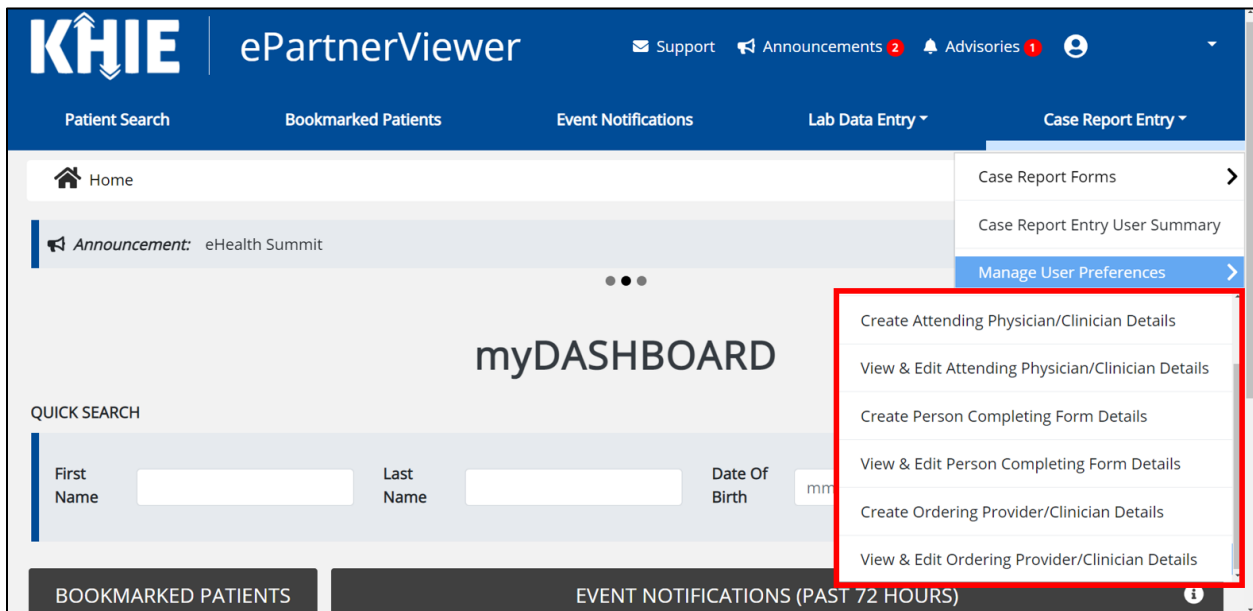 KHIE ePartnerViewer Support Announcements 2 Advisories 1
Patient Search Bookmarked Patients Event Notifications Lab Data Entry Case Report Entry
Home
Case Report Forms
Case Report Entry User Summary
Announcement: eHealth Summit
Manage User Preferences
Create Attending Physician/Clinician Details
View & Edit Attending Physician/Clinician Details
Create Person Completing Form Details
View & Edit Person Completing Form Details
Create Ordering Provider/Clinician Details
View & Edit Ordering Provider/Clinician Details
myDASHBOARD
QUICK SEARCH
First
Name
Last
Name
Date Of
Birth
mm
BOOKMARKED PATIENTS EVENT NOTIFICATIONS (PAST 72 HOURS)